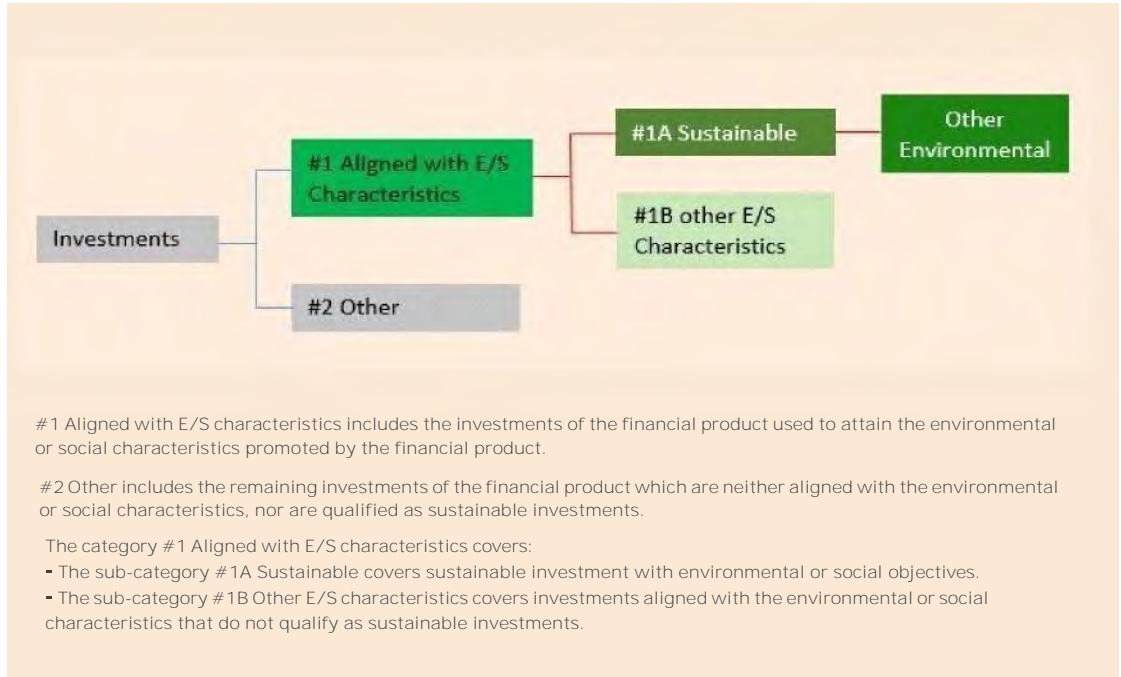 Other
Environmental
#1A Sustainable
#1 Aligned with E/S
Characteristics
#1B other E/S
Characteristics
Investments
#2 Other
#1 Aligned with E/S characteristics includes the investments of the financial product used to attain the environmental
or social characteristics promoted by the financial product.
#2 Other includes the remaining investments of the financial product which are neither aligned with the environmental
or social characteristics, nor are qualified as sustainable investments.
The category #1 Aligned with E/S characteristics covers:
- The sub-category #1A Sustainable covers sustainable investment with environmental or social objectives.
- The sub-category #1B Other E/S characteristics covers investments aligned with the environmental or social
characteristics that do not qualify as sustainable investments.